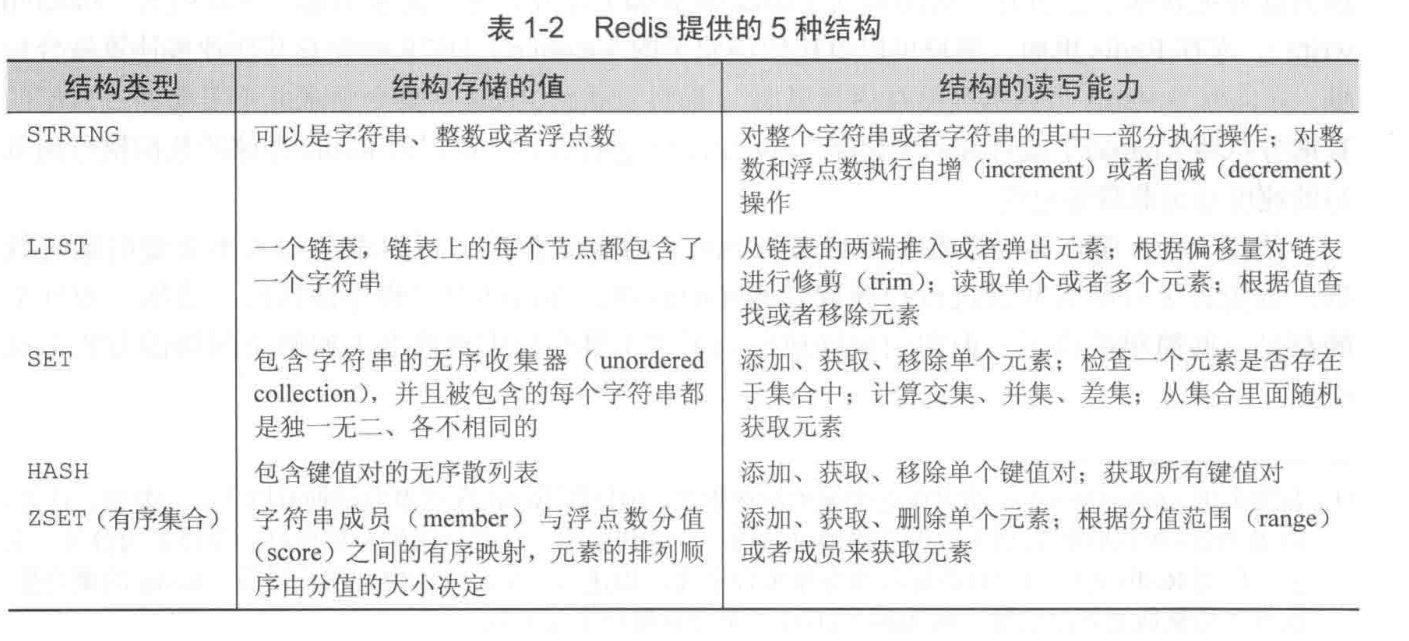 表 1-2 Redis 提供的 5 种结构
结构类型 结构存储的值 结构的读写能力
STRING 可以是字符串、整数或者浮点数 对整个字符串或者字符串的其中一部分执行操作；对整
数和浮点数执行自增（increment）或者自减（decrement）
操作
LIST 一个链表，链表上的每个节点都包含了 从链表的两端推入或者弹出元素；根据偏移量对链表
一个字符串 进行修剪（trim）；读取单个或者多个元素；根据值查
找或者移除元素
SET 包含字符串的无序收集器（unordered 添加、获取、移除单个元素；检查一个元素是否存在
collection），并且被包含的每个字符串都 于集合中；计算交集、并集、差集；从集合里面随机
是独一无二、各不相同的 获取元素
HASH 包含键值对的无序散列表 添加、获取、移除单个键值对；获取所有键值对
ZSET（有序集合） 字符串成员（member）与浮点数分值 添加、获取、删除单个元素；根据分值范围（range）
（score）之间的有序映射，元素的排列顺 或者成员来获取元素
序由分值的大小决定